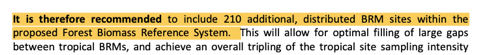 It is therefore recommended to include 210 additional, distributed BRM sites within the
proposed Forest Biomass Reference System. This will allow for optimal filling of large gaps
between tropical BRMs, and achieve an overall tripling of the tropical site sampling intensity